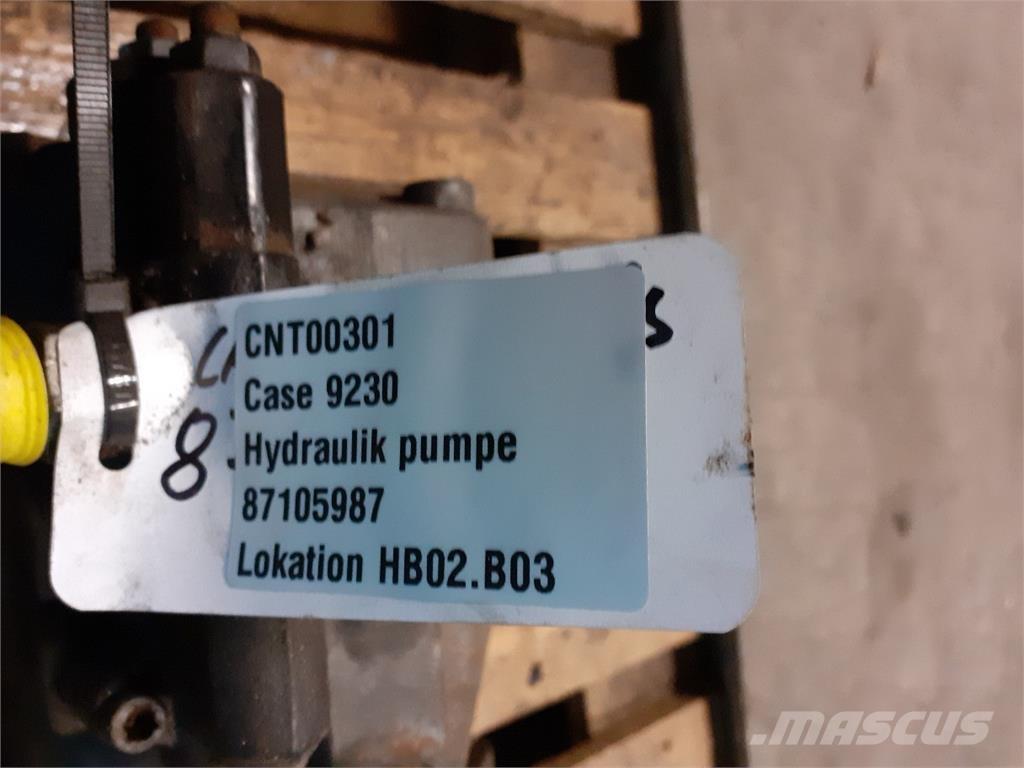 CNT00301
Case 9230
Hydraulik pumpe
87105987
Lokation HB02.B03
MASCUS